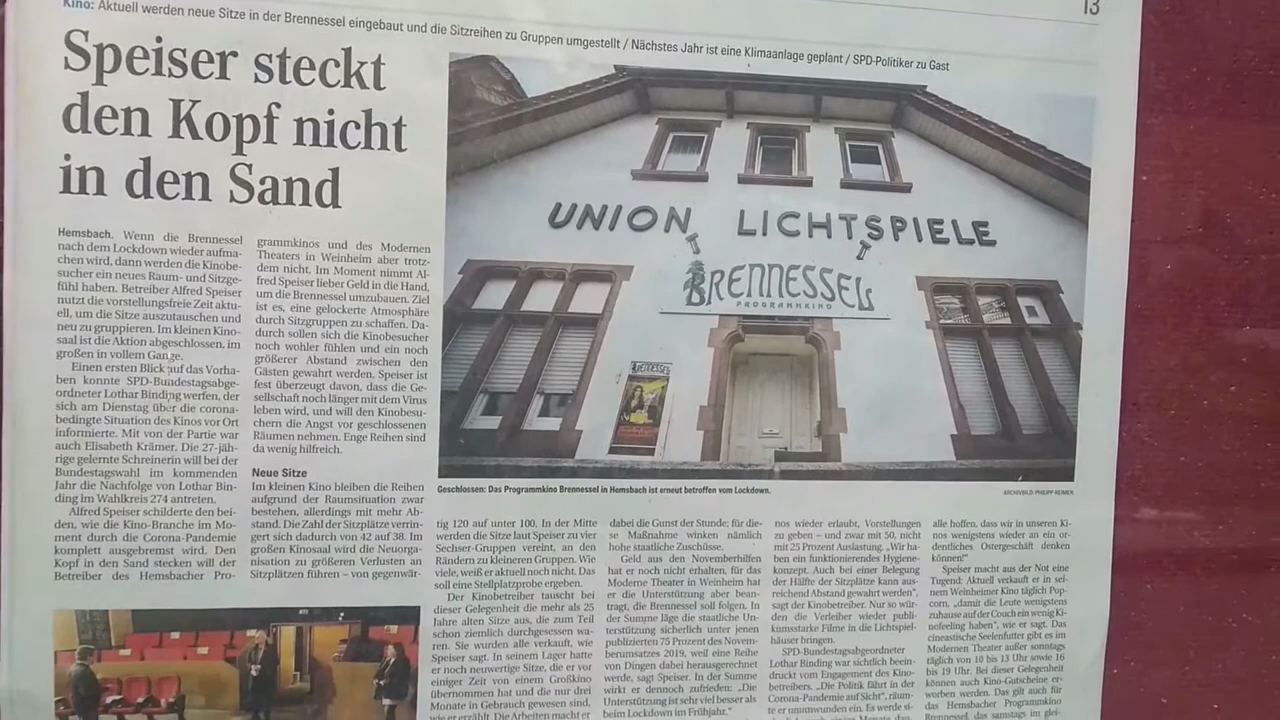 13
Kino: Aktuell werden neue Sitze in der Brennessel eingebaut und die Sitzreihen zu Gruppen umgestellt / Nächstes Jahr ist eine Klimaanlage geplant / SPD-Politiker zu Gast
Speiser steckt
den Kopf nicht
in den Sand
Hemsbach. Wenn die Brennessel
nach dem Lockdown wieder aufma-
chen wird, dann werden die Kinobe-
sucher ein neues Raum- und Sitzge-
fühl haben. Betreiber Alfred Speiser
nutzt die vorstellungsfreie Zeit aktu-
ell, um die Sitze auszutauschen und
neu zu gruppieren. Im kleinen Kino-
saal ist die Aktion abgeschlossen, im
großen in vollem Gange.
Einen ersten Blick auf das Vorha-
ben konnte SPD-Bundestagsabge-
ordneter Lothar Binding werfen, der
sich am Dienstag über die corona-
bedingte Situation des Kinos vor Ort
informierte. Mit von der Partie war
auch Elisabeth Krämer. Die 27-jäh-
rige gelernte Schreinerin will bei der
Bundestagswahl im kommenden
Jahr die Nachfolge von Lothar Bin-
ding im Wahlkreis 274 antreten.
Alfred Speiser schilderte den bei-
den, wie die Kino-Branche im Mo-
ment durch die Corona-Pandemie
komplett ausgebremst wird. Den
Kopf in den Sand stecken will der
Betreiber des Hemsbacher Pro-
grammkinos und des Modernen
Theaters in Weinheim aber trotz-
dem nicht. Im Moment nimmt Al-
fred Speiser lieber Geld in die Hand,
um die Brennessel umzubauen. Ziel
ist es, eine gelockerte Atmosphäre
durch Sitzgruppen zu schaffen. Da-
durch sollen sich die Kinobesucher
noch wohler fühlen und ein noch
größerer Abstand zwischen den
Gästen gewahrt werden. Speiser ist
fest überzeugt davon, dass die Ge-
sellschaft noch länger mit dem Virus
leben wird, und will den Kinobesu-
chern die Angst vor geschlossenen
Räumen nehmen. Enge Reihen sind
da wenig hilfreich.
Neue Sitze
Im kleinen Kino bleiben die Reihen
aufgrund der Raumsituation zwar
bestehen, allerdings mit mehr Ab-
stand. Die Zahl der Sitzplätze verrin-
gert sich dadurch von 42 auf 38. Im
großen Kinosaal wird die Neuorga-
nisation zu größeren Verlusten an
Sitzplätzen führen – von gegenwär-
UNION LICHTSPIELE
BRENNESSEL
PROGRAMMKINO
BRENNESSEL
Geschlossen: Das Programmkino Brennessel in Hemsbach ist erneut betroffen vom Lockdown.
ARCHIVBILD: PHILIPP REIMER
tig 120 auf unter 100. In der Mitte
werden die Sitze laut Speiser zu vier
Sechser-Gruppen vereint, an den
Rändern zu kleineren Gruppen. Wie
viele, weiß er aktuell noch nicht. Das
soll eine Stellplatzprobe ergeben.
Der Kinobetreiber tauscht bei
dieser Gelegenheit die mehr als 25
Jahre alten Sitze aus, die zum Teil
schon ziemlich durchgesessen wa-
ren. Sie wurden alle verkauft, wie
Speiser sagt. In seinem Lager hatte
er noch neuwertige Sitze, die er vor
einiger Zeit von einem Großkino
übernommen hat und die nur drei
Monate in Gebrauch gewesen sind,
wie er erzählt. Die Arbeiten macht er
dabei die Gunst der Stunde; für die-
se Maßnahme winken nämlich
hohe staatliche Zuschüsse.
Geld aus den Novemberhilfen
hat er noch nicht erhalten, für das
Moderne Theater in Weinheim hat
er die Unterstützung aber bean-
tragt, die Brennessel soll folgen. In
der Summe läge die staatliche Un-
terstützung sicherlich unter jenen
publizierten 75 Prozent des Novem-
berumsatzes 2019, weil eine Reihe
von Dingen dabei herausgerechnet
werde, sagt Speiser. In der Summe
wirkt er dennoch zufrieden: „Die
Unterstützung ist sehr viel besser als
beim Lockdown im Frühjahr.“
nos wieder erlaubt, Vorstellungen
zu geben – und zwar mit 50, nicht
mit 25 Prozent Auslastung. „Wir ha-
ben ein funktionierendes Hygiene-
konzept. Auch bei einer Belegung
der Hälfte der Sitzplätze kann aus-
reichend Abstand gewahrt werden“,
sagt der Kinobetreiber. Nur so wür-
den die Verleiher wieder publi-
kumsstarke Filme in die Lichtspiel-
häuser bringen.
SPD-Bundestagsabgeordneter
Lothar Binding war sichtlich beein-
druckt vom Engagement des Kino-
betreibers. „Die Politik fährt in der
Corona-Pandemie auf Sicht“, räum-
te er unumwunden ein. Es werde si-
alle hoffen, dass wir in unseren Ki-
nos wenigstens wieder an ein or-
dentliches Ostergeschäft denken
können!“
Speiser macht aus der Not eine
Tugend: Aktuell verkauft er in sei-
nem Weinheimer Kino täglich Pop-
corn, „damit die Leute wenigstens
zuhause auf der Couch ein wenig Ki-
nofeeling haben“, wie er sagt. Das
cineastische Seelenfutter gibt es im
Modernen Theater außer sonntags
täglich von 10 bis 13 Uhr sowie 16
bis 19 Uhr. Bei dieser Gelegenheit
können auch Kino-Gutscheine er-
worben werden. Das gilt auch für
das Hemsbacher Programmkino
Brennessel, das samstags im glei-